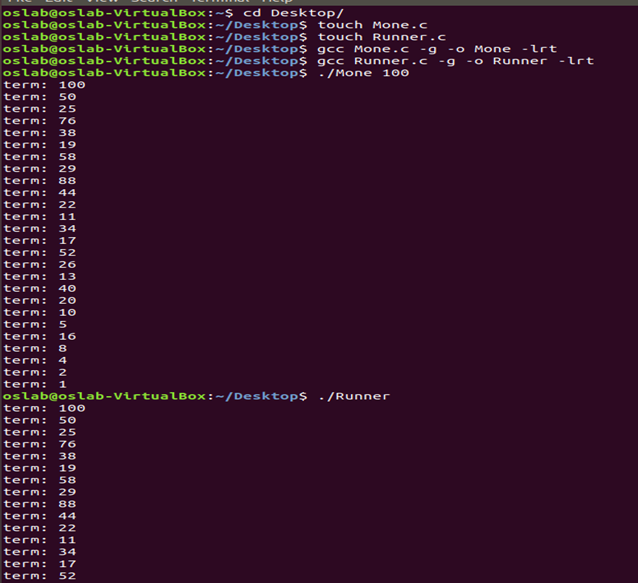 File Edit View Search Terminal Help
oslab@oslab-VirtualBox:~$ cd Desktop/
oslab@oslab-VirtualBox:~/Desktop$ touch Mone.c
oslab@oslab-VirtualBox:~/Desktop$ touch Runner.c
oslab@oslab-VirtualBox:~/Desktop$ gcc Mone.c -g -o Mone -lrt
oslab@oslab-VirtualBox:~/Desktop$ gcc Runner.c -g -o Runner -lrt
oslab@oslab-VirtualBox:~/Desktop$ ./Mone 100
term: 100
term: 50
term: 25
term: 76
term: 38
term: 19
term: 58
term: 29
term: 88
term: 44
term: 22
term: 11
term: 34
term: 17
term: 52
term: 26
term: 13
term: 40
term: 20
term: 10
term: 5
term: 16
term: 8
term: 4
term: 2
term: 1
oslab@oslab-VirtualBox:~/Desktop$ ./Runner
term: 100
term: 50
term: 25
term: 76
term: 38
term: 19
term: 58
term: 29
term: 88
term: 44
term: 22
term: 11
term: 34
term: 17
term: 52